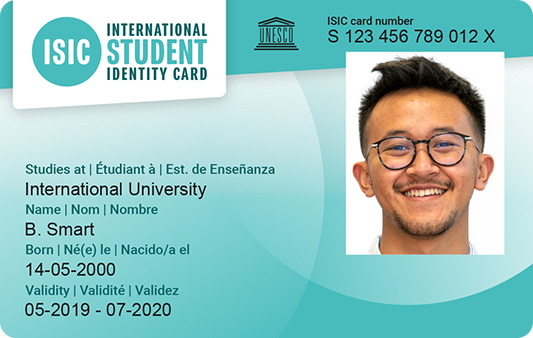 ISIC
INTERNATIONAL
STUDENT
IDENTITY CARD
UNESCO
ISIC card number
S 123 456 789 012 X
Studies at | Étudiant à | Est. de Enseñanza
International University
Name | Nom | Nombre
B. Smart
Born | Né(e) le | Nacido/a el
14-05-2000
Validity | Validité | Validez
05-2019 - 07-2020